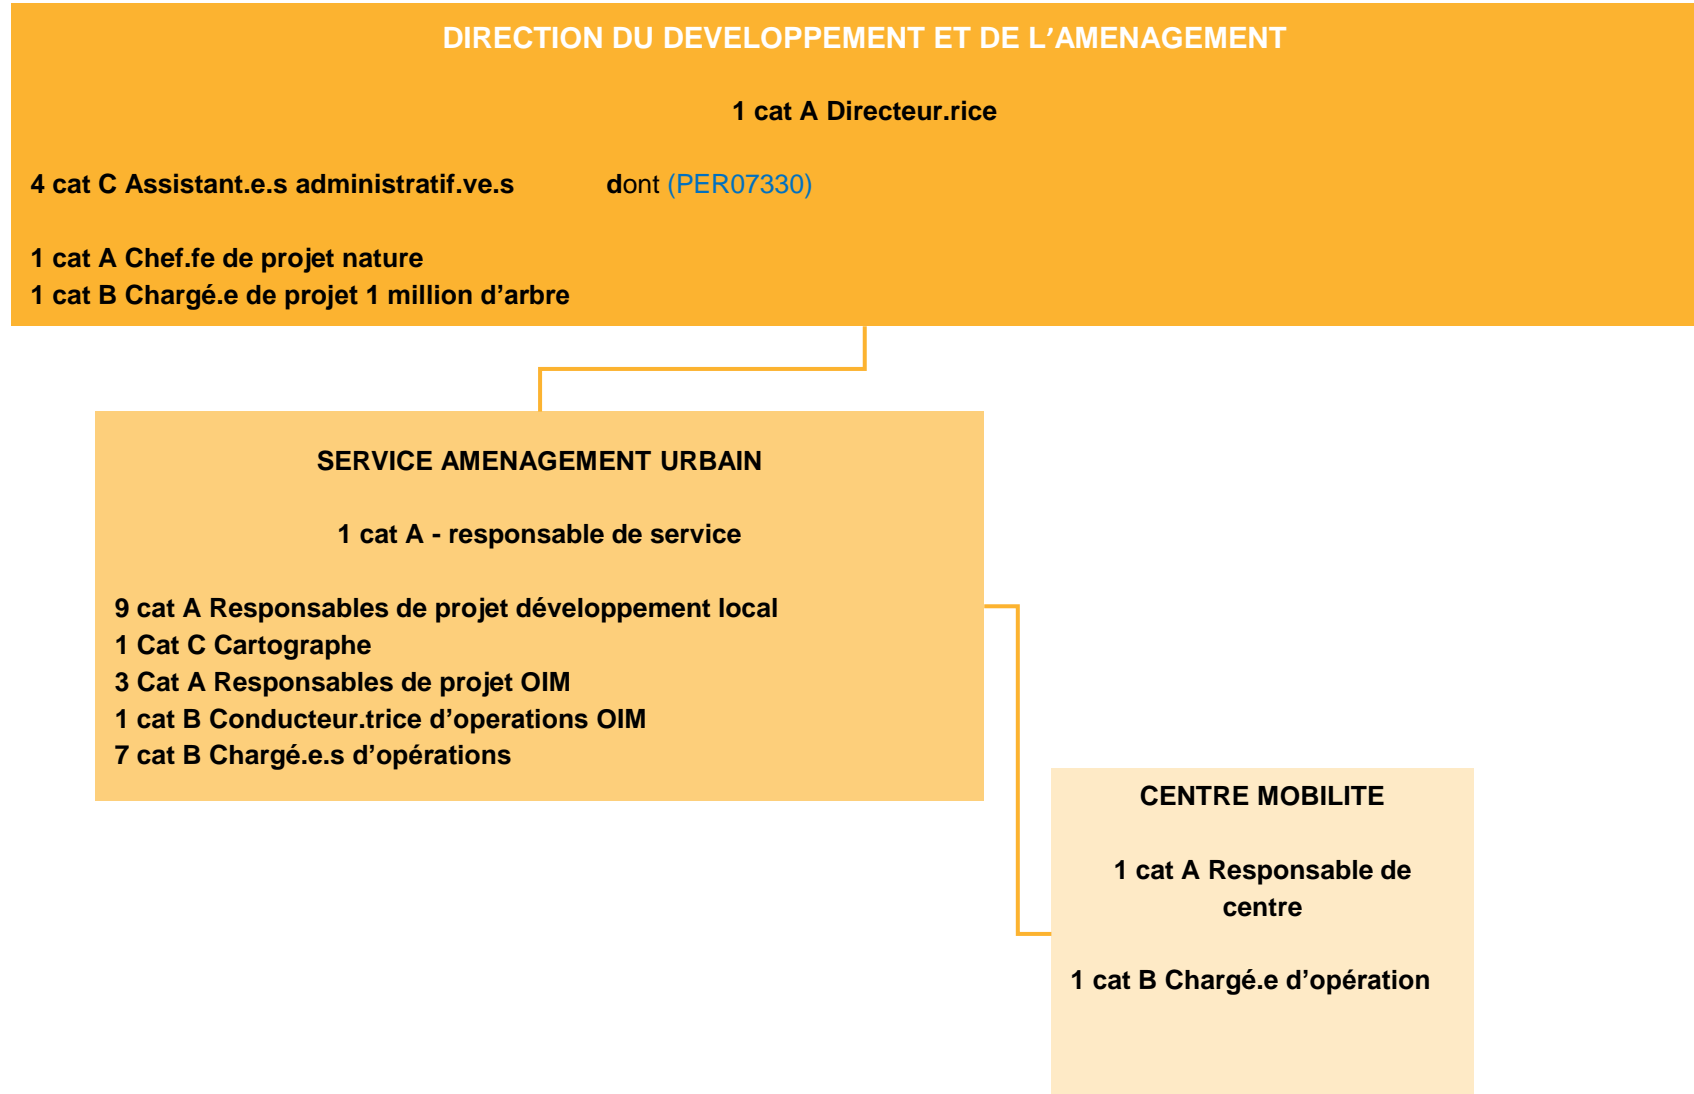 DIRECTION DU DEVELOPPEMENT ET DE L’AMENAGEMENT
1 cat A Directeur.rice
4 cat C Assistant.e.s administratif.ve.s dont (PER07330)
1 cat A Chef.fe de projet nature
1 cat B Chargé.e de projet 1 million d’arbre
SERVICE AMENAGEMENT URBAIN
1 cat A - responsable de service
9 cat A Responsables de projet développement local
1 Cat C Cartographe
3 Cat A Responsables de projet OIM
1 cat B Conducteur.trice d’operations OIM
7 cat B Chargé.e.s d’opérations
CENTRE MOBILITE
1 cat A Responsable de
centre
1 cat B Chargé.e d’opération